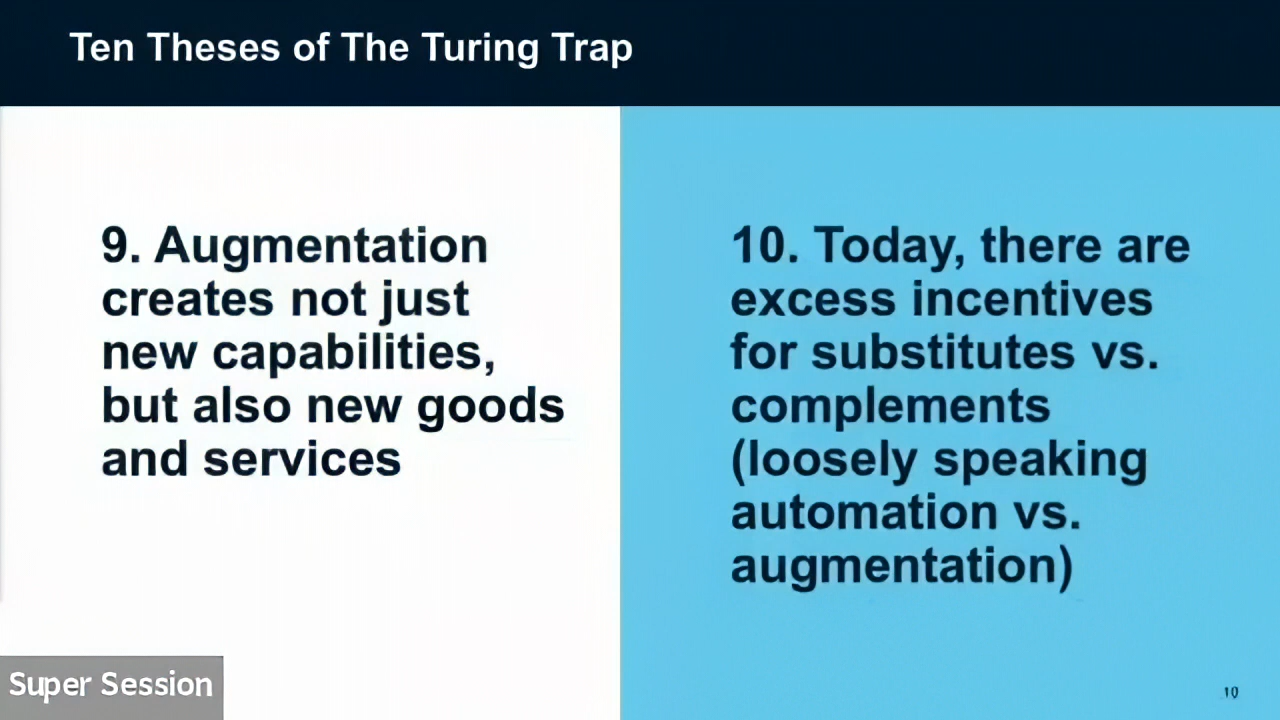 Ten Theses of The Turing Trap
9. Augmentation
creates not just
new capabilities,
but also new goods
and services
10. Today, there are
excess incentives
for substitutes vs.
complements
(loosely speaking
automation vs.
augmentation)
Super Session
10